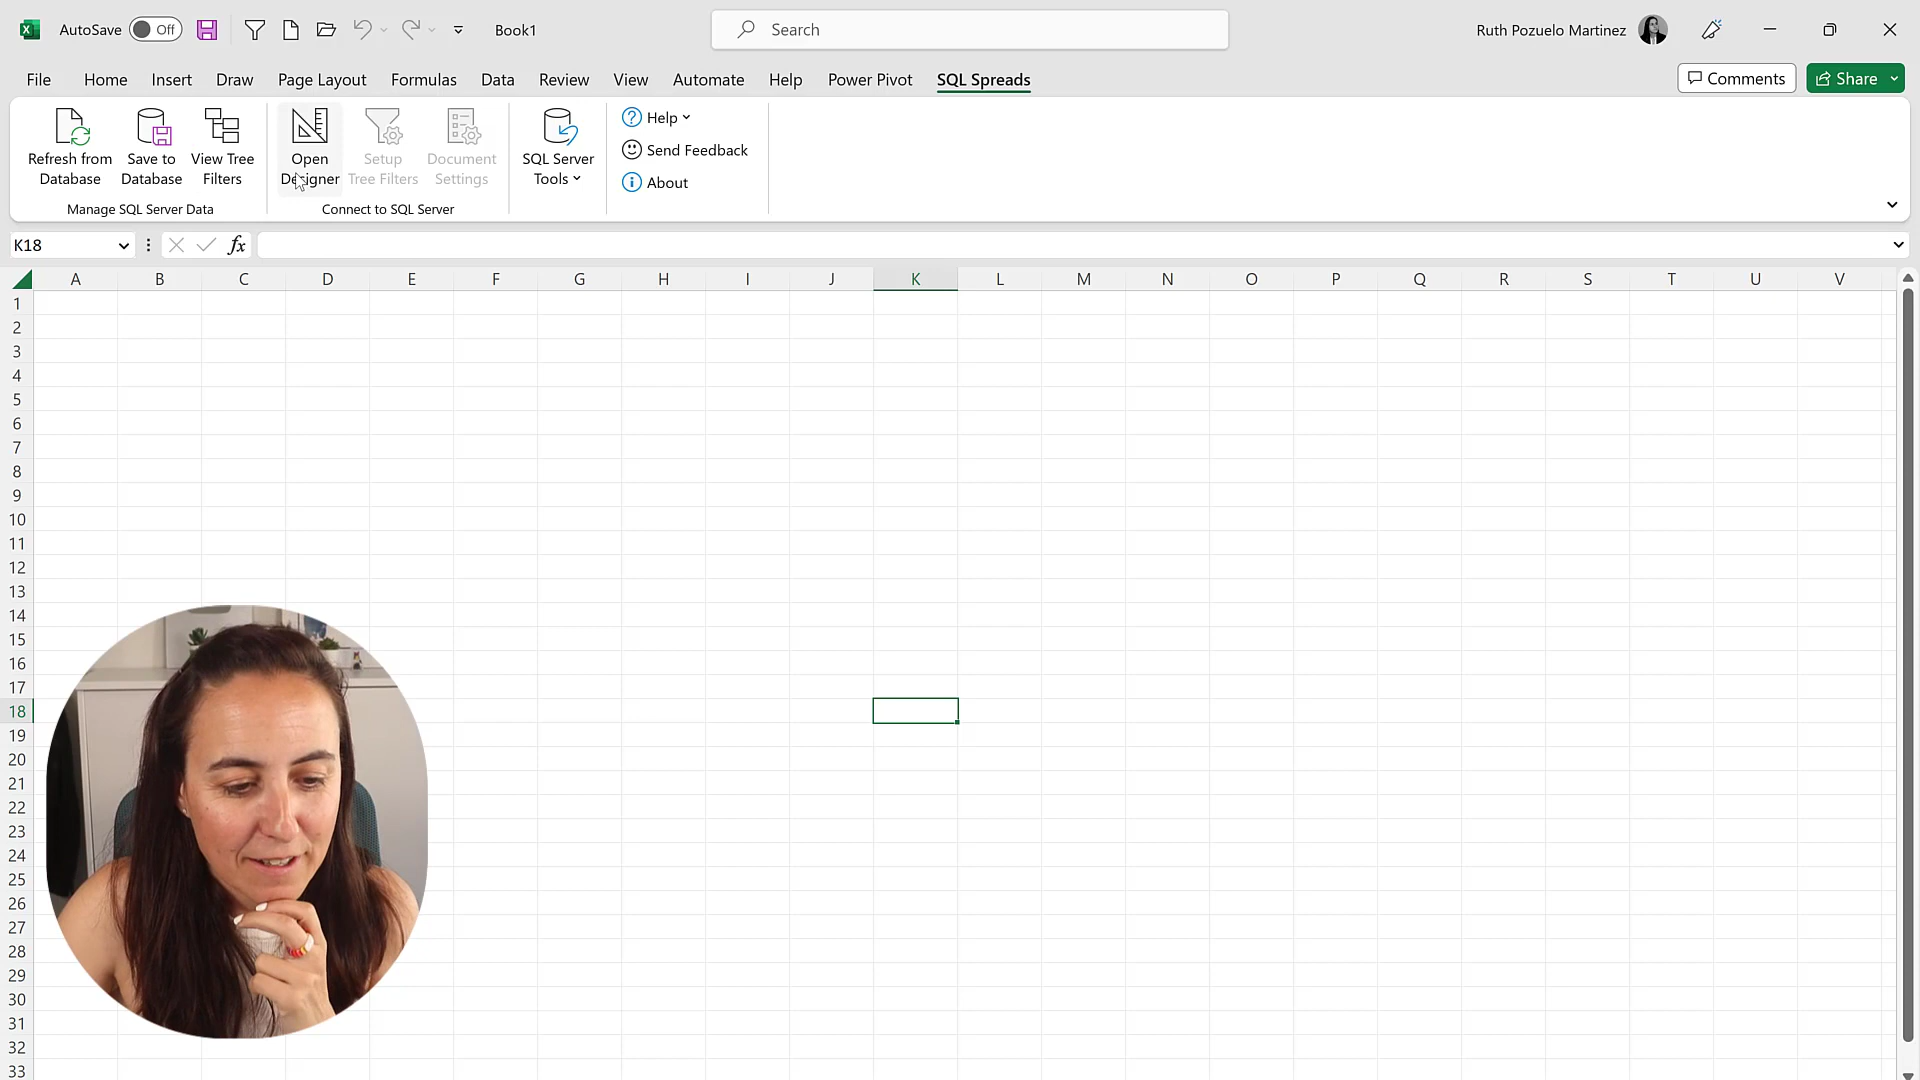 AutoSave Off Book1 Search Ruth Pozuelo Martinez
File Home Insert Draw Page Layout Formulas Data Review View Automate Help Power Pivot SQL Spreads Comments Share
Refresh from Database
Save to Database
View Tree Filters
Manage SQL Server Data
Open Designer
Setup Tree Filters
Document Settings
Connect to SQL Server
SQL Server Tools
Help
Send Feedback
About
K18 fx
A B C D E F G H I J K L M N O P Q R S T U V
1
2
3
4
5
6
7
8
9
10
11
12
13
14
15
16
17
18
19
20
21
22
23
24
25
26
27
28
29
30
31
32
33